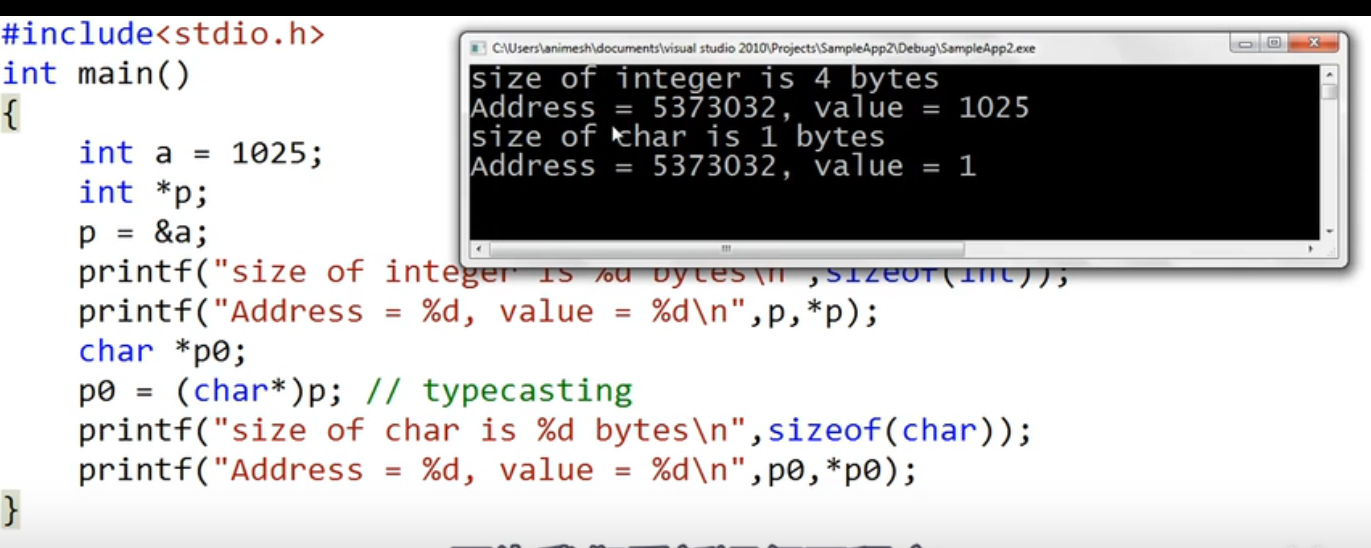 #include<stdio.h>
int main()
{
int a = 1025;
int *p;
p = &a;
printf("size of integer is %d bytes\n",sizeof(int));
printf("Address = %d, value = %d\n",p,*p);
char *p0;
p0 = (char*)p; // typecasting
printf("size of char is %d bytes\n",sizeof(char));
printf("Address = %d, value = %d\n",p0,*p0);
}
C:\Users\animesh\documents\visual studio 2010\Projects\SampleApp2\Debug\SampleApp2.exe
size of integer is 4 bytes
Address = 5373032, value = 1025
size of char is 1 bytes
Address = 5373032, value = 1